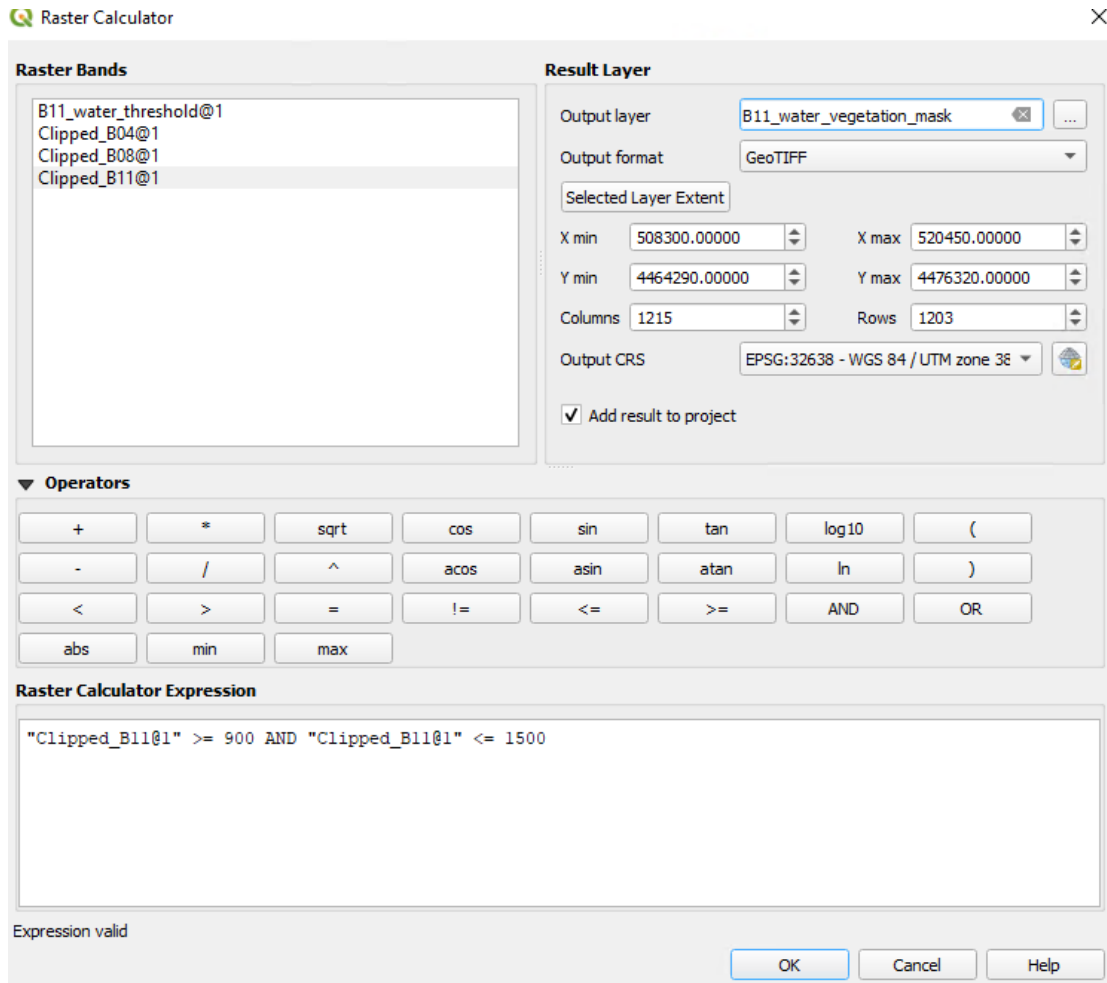 Raster Calculator
Raster Bands
B11_water_threshold@1
Clipped_B04@1
Clipped_B08@1
Clipped_B11@1
Result Layer
Output layer B11_water_vegetation_mask ...
Output format GeoTIFF
Selected Layer Extent
X min 508300.00000 X max 520450.00000
Y min 4464290.00000 Y max 4476320.00000
Columns 1215 Rows 1203
Output CRS EPSG:32638 - WGS 84 / UTM zone 38
Add result to project
Operators
+ * sqrt cos sin tan log10 (
- / ^ acos asin atan ln )
< > = != <= >= AND OR
abs min max
Raster Calculator Expression
"Clipped_B11@1" >= 900 AND "Clipped_B11@1" <= 1500
Expression valid
OK Cancel Help